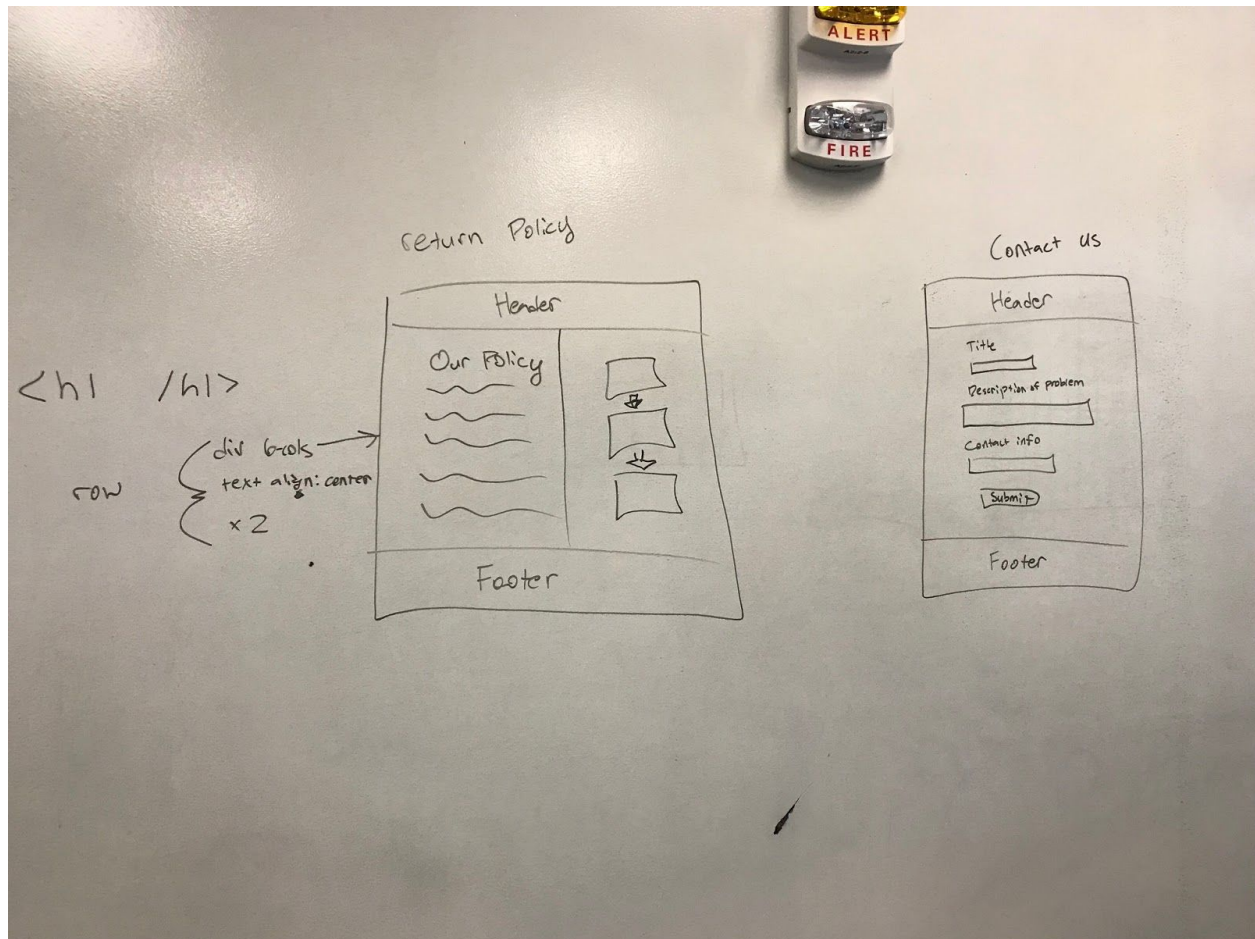 ALERT
FIRE
return Policy
Header
Our Policy
Footer
<h1 /h1>
row
div 6-cols
text align: center
x2
Contact us
Header
Title
Description of problem
Contact info
Submit
Footer